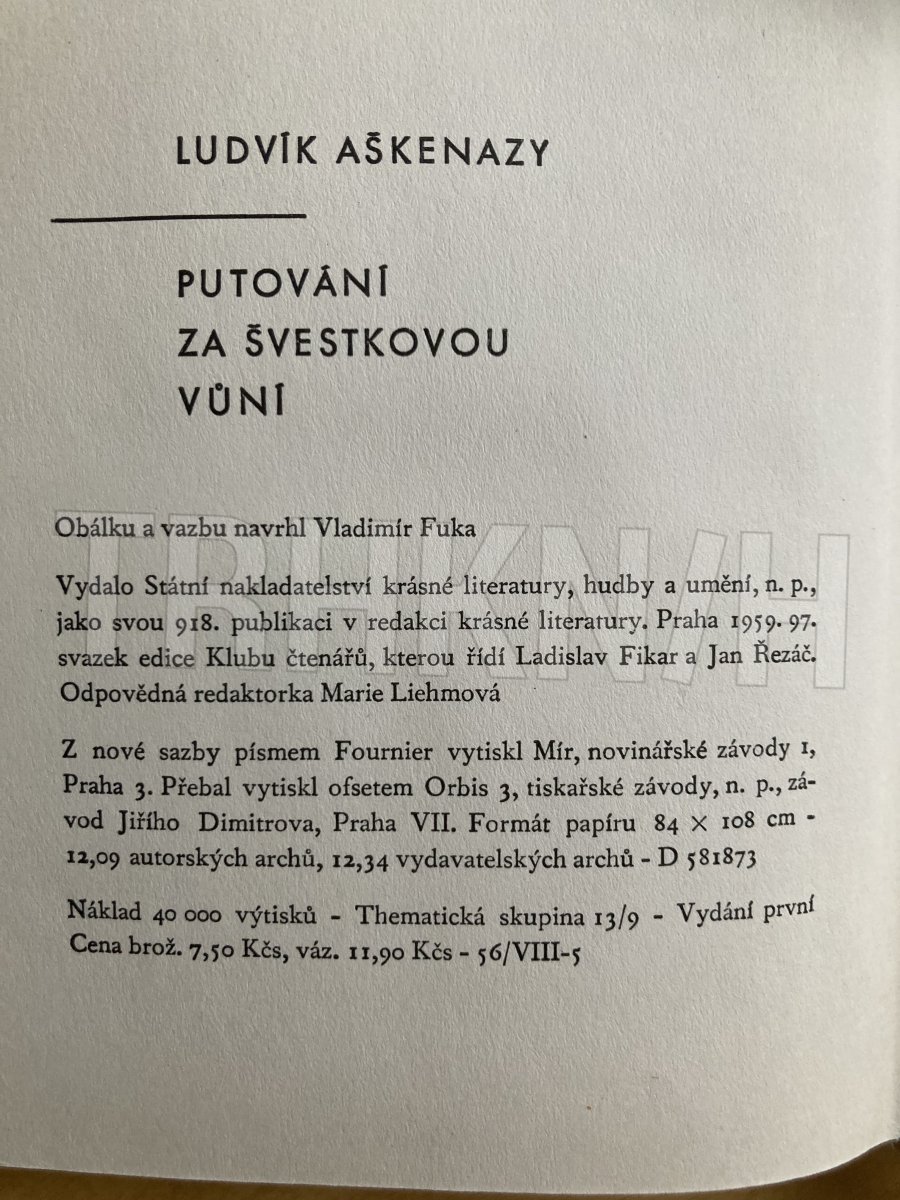 LUDVÍK AŠKENAZY
PUTOVÁNÍ
ZA ŠVESTKOVOU
VŮNÍ
Obálku a vazbu navrhl Vladimír Fuka
Vydalo Státní nakladatelství krásné literatury, hudby a umění, n. p.,
jako svou 918. publikaci v redakci krásné literatury. Praha 1959. 97.
svazek edice Klubu čtenářů, kterou řídí Ladislav Fikar a Jan Řezáč.
Odpovědná redaktorka Marie Liehmová
Z nové sazby písmem Fournier vytiskl Mír, novinářské závody 1,
Praha 3. Přebal vytiskl ofsetem Orbis 3, tiskařské závody, n. p., zá-
vod Jiřího Dimitrova, Praha VII. Formát papíru 84 × 108 cm -
12,09 autorských archů, 12,34 vydavatelských archů - D 581873
Náklad 40 000 výtisků - Thematická skupina 13/9 - Vydání první
Cena brož. 7,50 Kčs, váz. 11,90 Kčs - 56/VIII-5